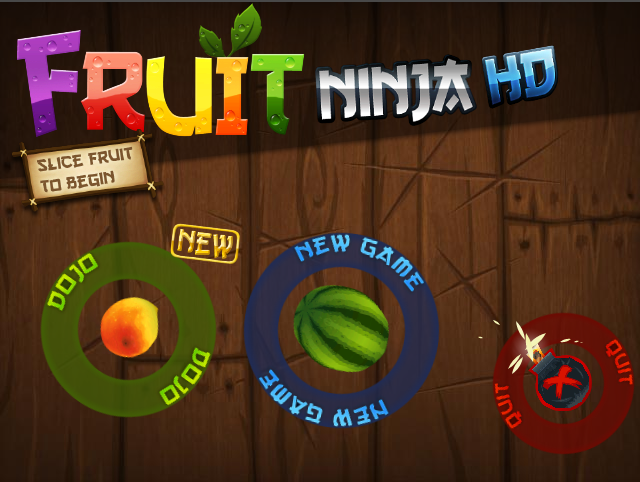 FRUIT NINJA HD
SLICE FRUIT
TO BEGIN
NEW
DOJO
DOJO
NEW GAME
NEW GAME
QUIT
QUIT